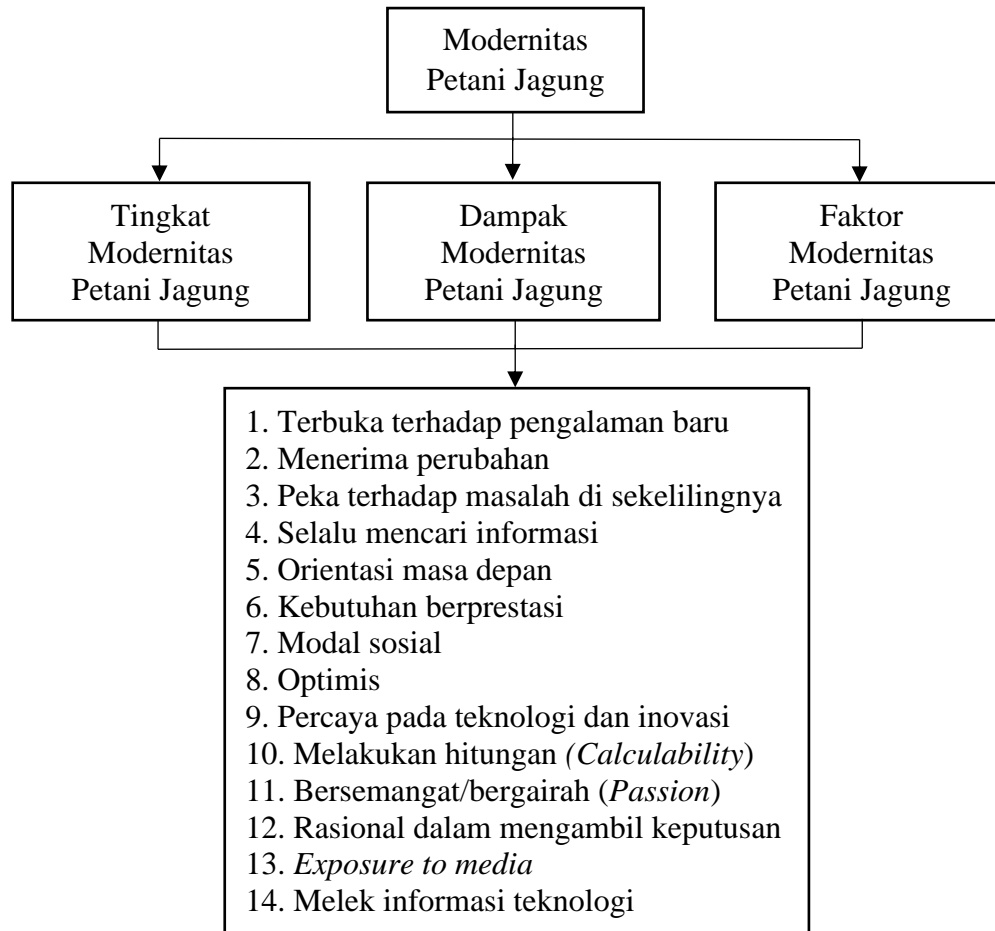 Modernitas
Petani Jagung
Tingkat
Modernitas
Petani Jagung
Dampak
Modernitas
Petani Jagung
Faktor
Modernitas
Petani Jagung
1. Terbuka terhadap pengalaman baru
2. Menerima perubahan
3. Peka terhadap masalah di sekelilingnya
4. Selalu mencari informasi
5. Orientasi masa depan
6. Kebutuhan berprestasi
7. Modal sosial
8. Optimis
9. Percaya pada teknologi dan inovasi
10. Melakukan hitungan (Calculability)
11. Bersemangat/bergairah (Passion)
12. Rasional dalam mengambil keputusan
13. Exposure to media
14. Melek informasi teknologi